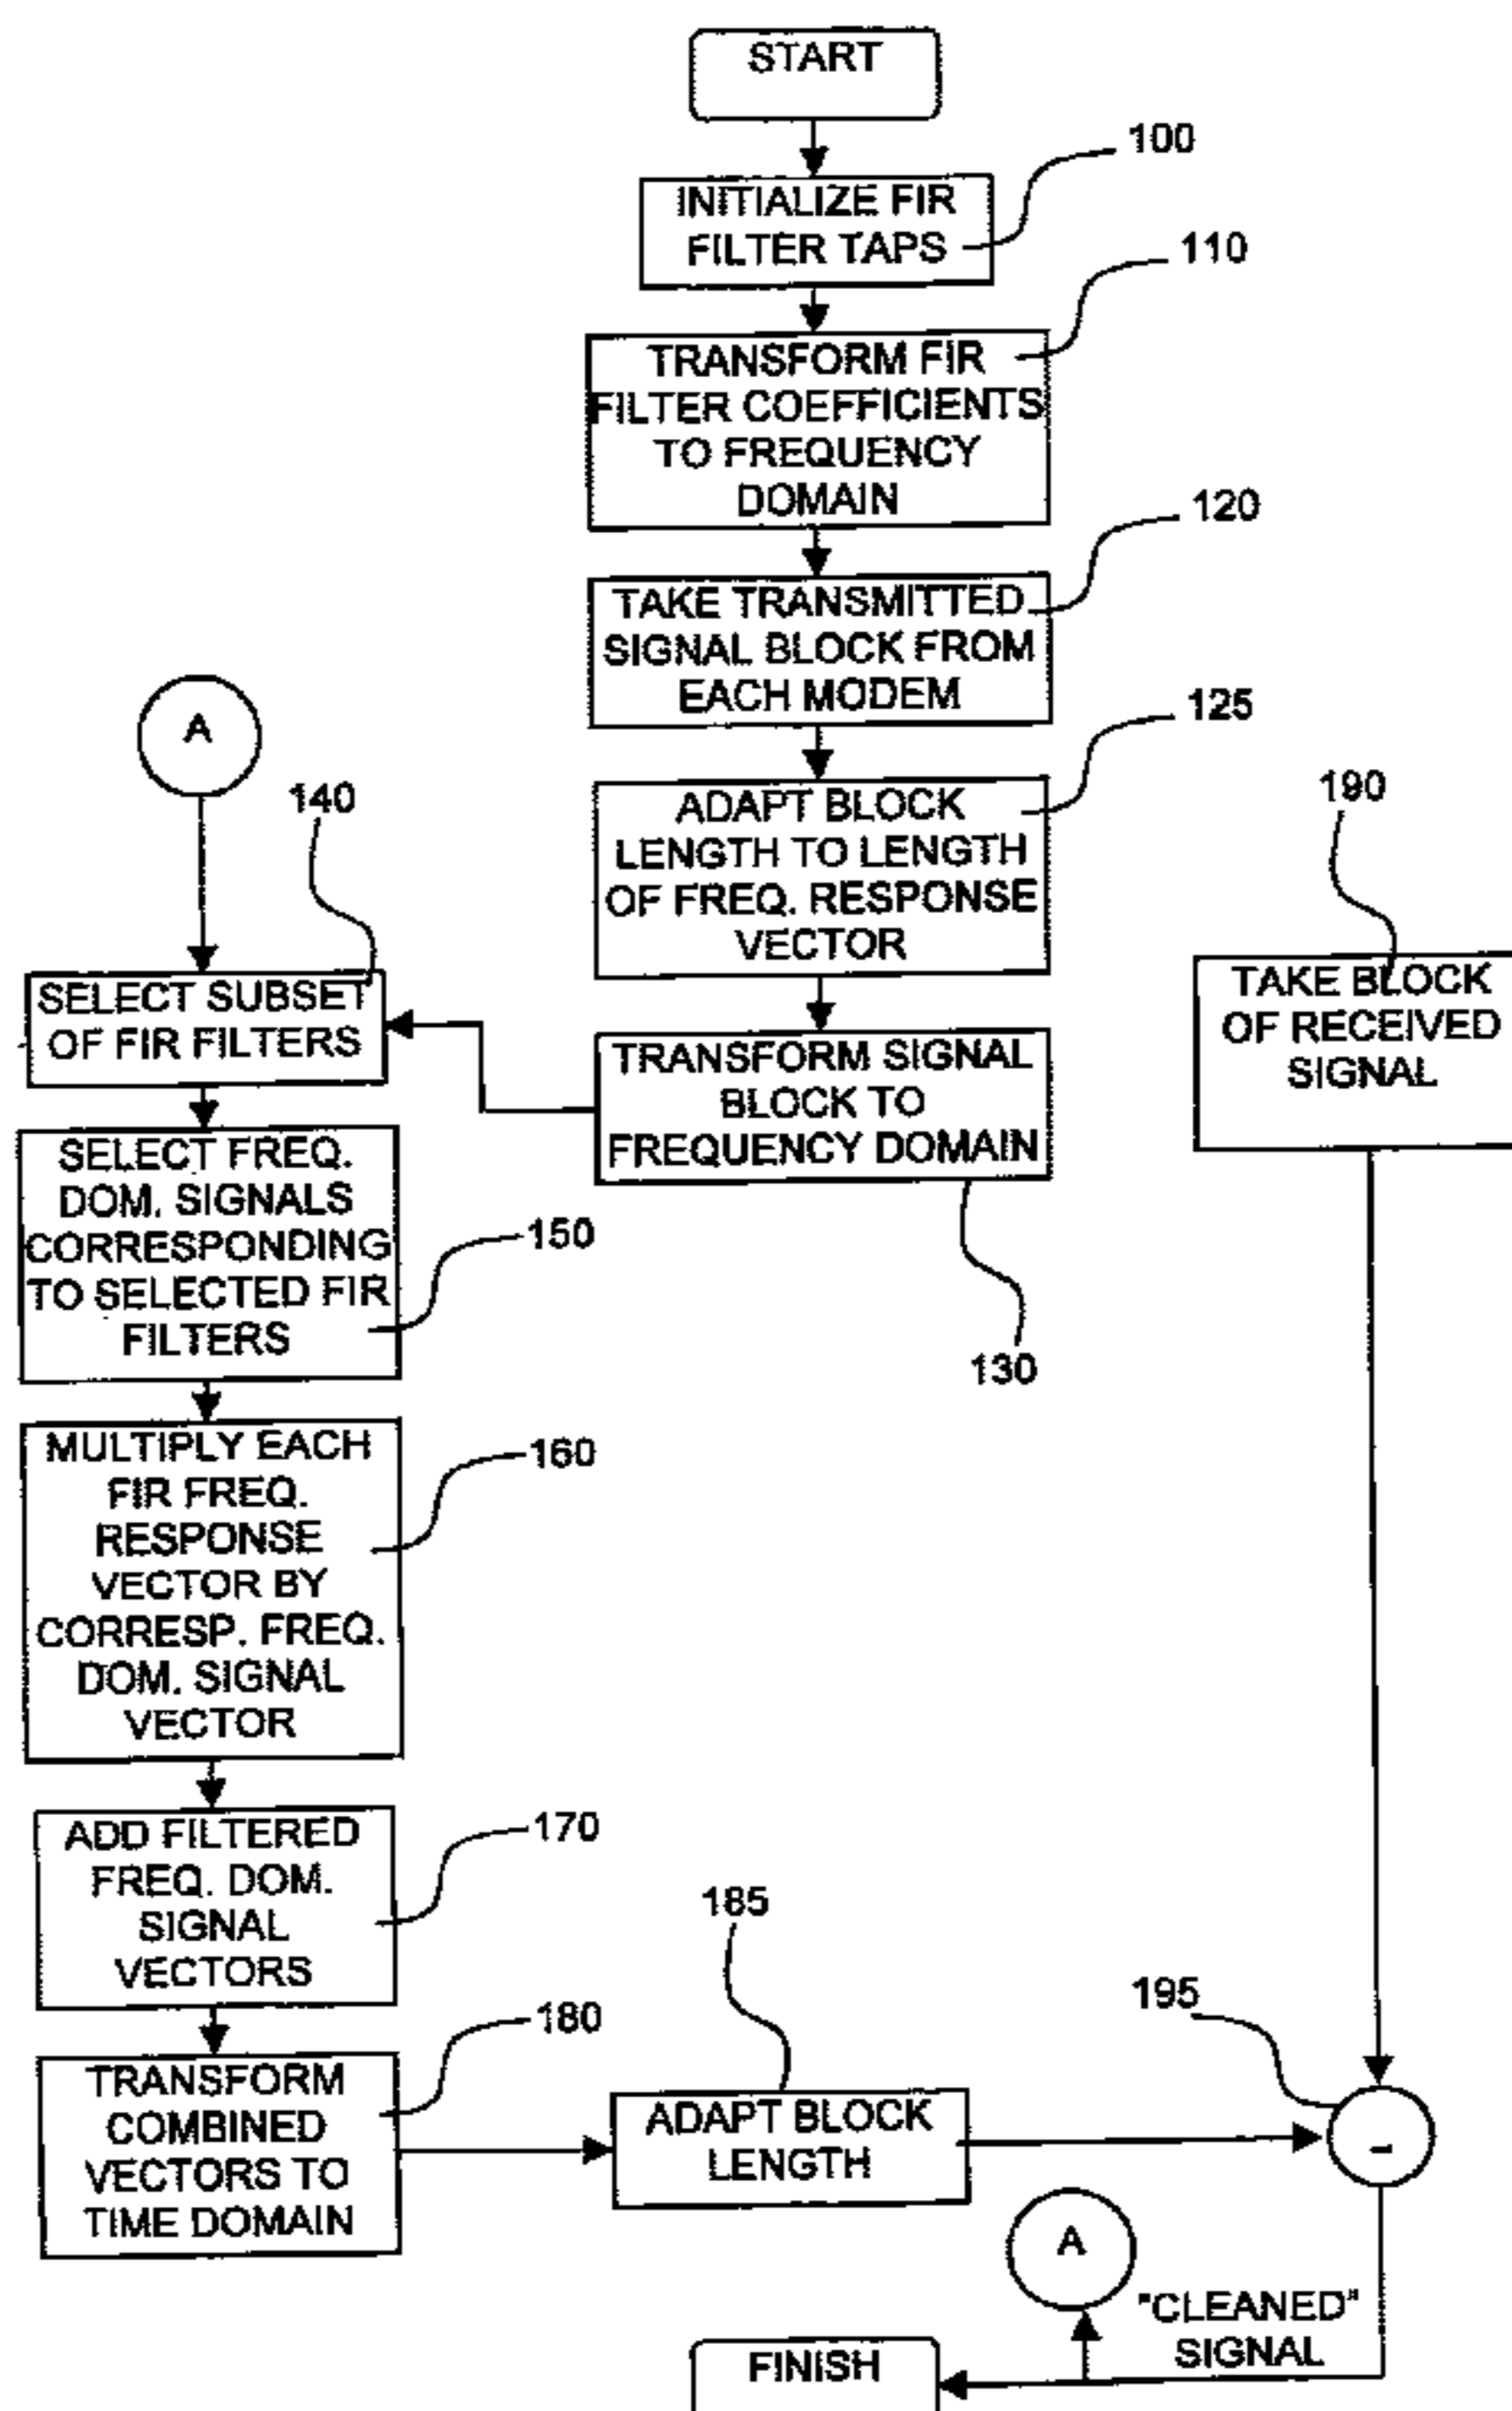 START
100
INITIALIZE FIR
FILTER TAPS
110
TRANSFORM FIR
FILTER COEFFICIENTS
TO FREQUENCY
DOMAIN
120
TAKE TRANSMITTED
SIGNAL BLOCK FROM
EACH MODEM
125
ADAPT BLOCK
LENGTH TO LENGTH
OF FREQ. RESPONSE
VECTOR
TRANSFORM SIGNAL
BLOCK TO
FREQUENCY DOMAIN
130
A
140
SELECT SUBSET
OF FIR FILTERS
SELECT FREQ.
DOM. SIGNALS
CORRESPONDING
TO SELECTED FIR
FILTERS
150
MULTIPLY EACH
FIR FREQ.
RESPONSE
VECTOR BY
CORRESP. FREQ.
DOM. SIGNAL
VECTOR
160
ADD FILTERED
FREQ. DOM.
SIGNAL
VECTORS
170
TRANSFORM
COMBINED
VECTORS TO
TIME DOMAIN
180
185
ADAPT BLOCK
LENGTH
190
TAKE BLOCK
OF RECEIVED
SIGNAL
195
-
A
"CLEANED"
SIGNAL
FINISH